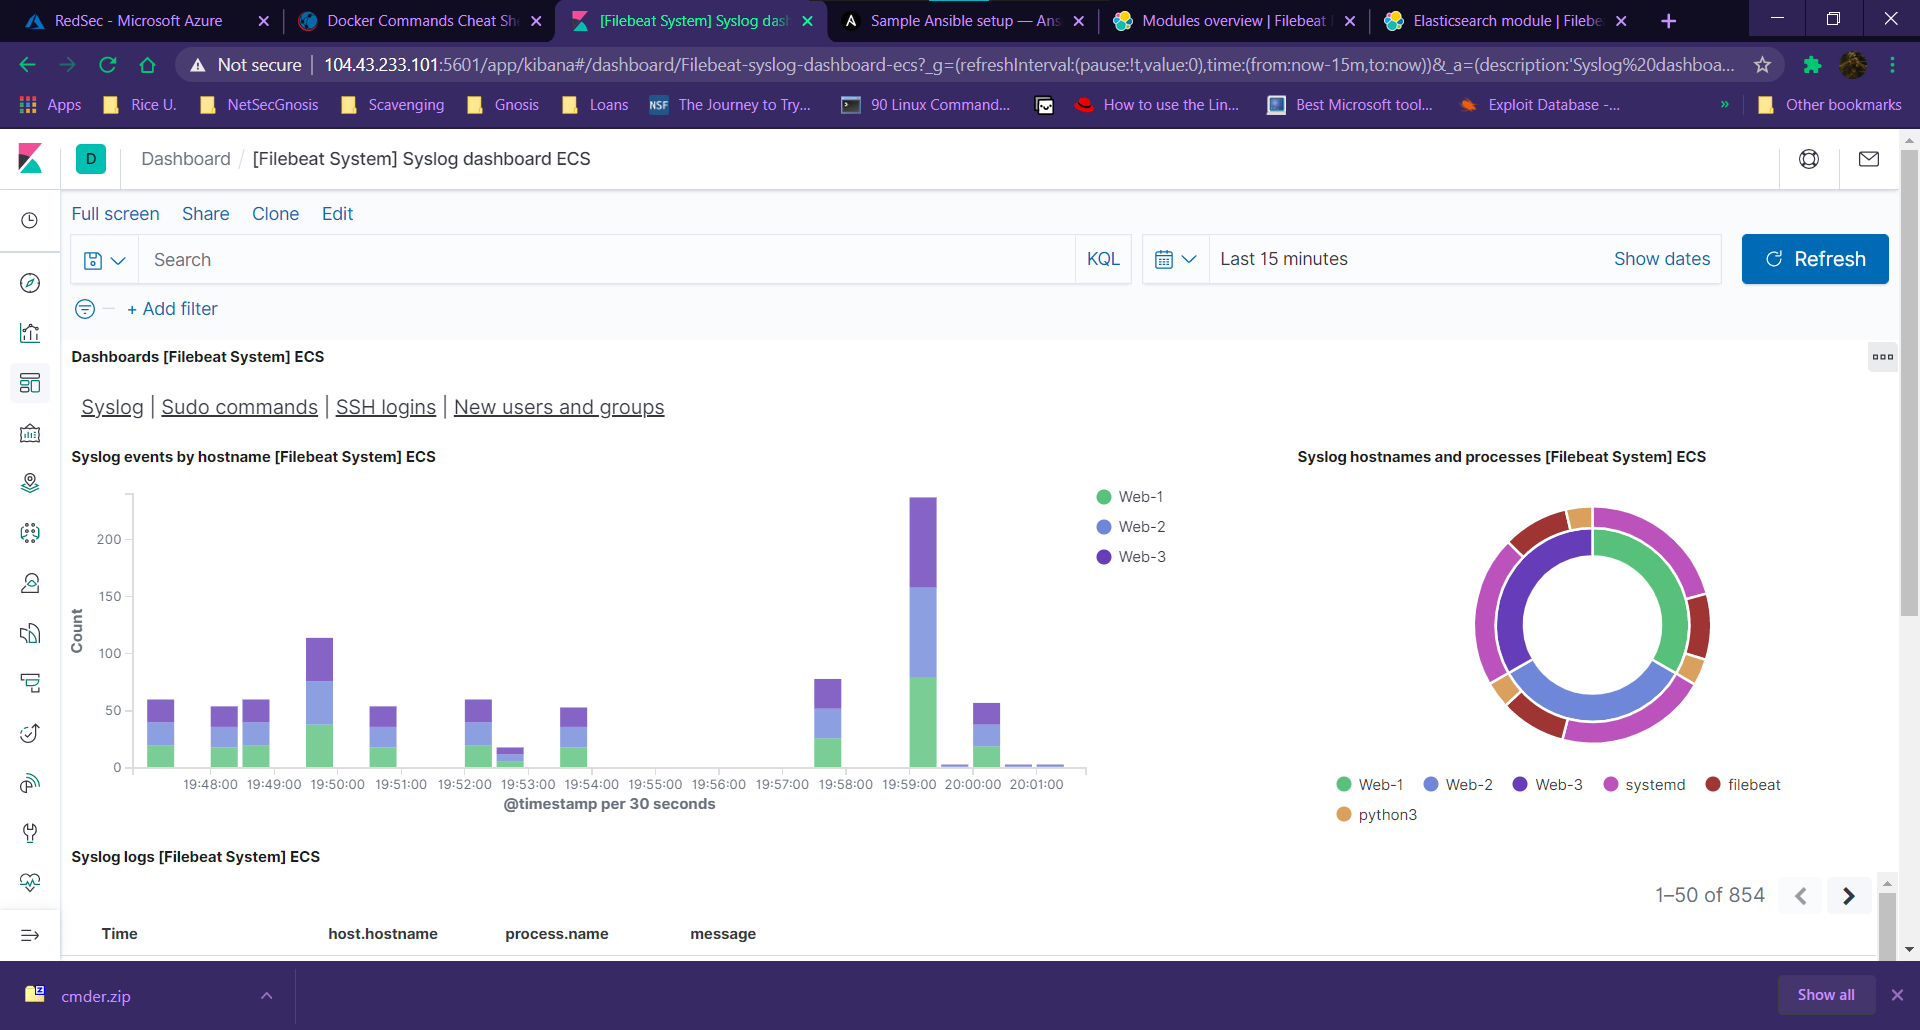 RedSec - Microsoft Azure
Docker Commands Cheat She
[Filebeat System] Syslog dash
Sample Ansible setup — Ans
Modules overview | Filebeat
Elasticsearch module | Filebe
Not secure
104.43.233.101:5601/app/kibana#/dashboard/Filebeat-syslog-dashboard-ecs?_g=(refreshInterval:(pause:!t,value:0),time:(from:now-15m,to:now))&_a=(description:'Syslog%20dashboa...
Apps
Rice U.
NetSecGnosis
Scavenging
Gnosis
Loans
NSF
The Journey to Try...
90 Linux Command...
How to use the Lin...
Best Microsoft tool...
Exploit Database -...
»
Other bookmarks
D
Dashboard / [Filebeat System] Syslog dashboard ECS
Full screen Share Clone Edit
Search
KQL
Last 15 minutes
Show dates
Refresh
+ Add filter
Dashboards [Filebeat System] ECS
Syslog | Sudo commands | SSH logins | New users and groups
Syslog events by hostname [Filebeat System] ECS
Count
200
150
100
50
0
19:48:00 19:49:00 19:50:00 19:51:00 19:52:00 19:53:00 19:54:00 19:55:00 19:56:00 19:57:00 19:58:00 19:59:00 20:00:00 20:01:00
@timestamp per 30 seconds
Web-1
Web-2
Web-3
Syslog hostnames and processes [Filebeat System] ECS
Web-1 Web-2 Web-3 systemd filebeat
python3
Syslog logs [Filebeat System] ECS
1–50 of 854
Time host.hostname process.name message
cmder.zip
Show all